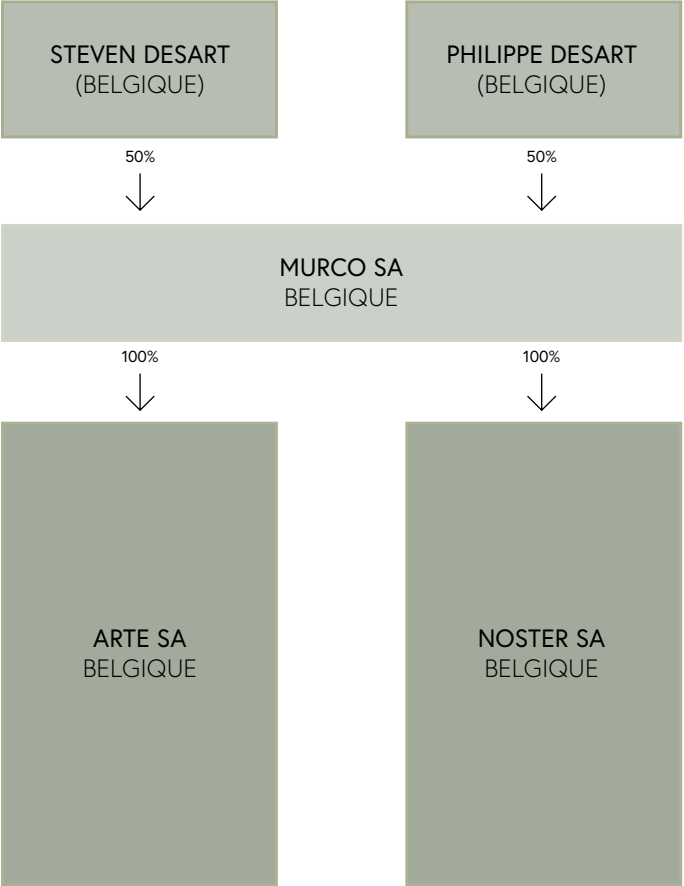 STEVEN DESART
(BELGIQUE)
PHILIPPE DESART
(BELGIQUE)
50%
50%
MURCO SA
BELGIQUE
100%
100%
ARTE SA
BELGIQUE
NOSTER SA
BELGIQUE